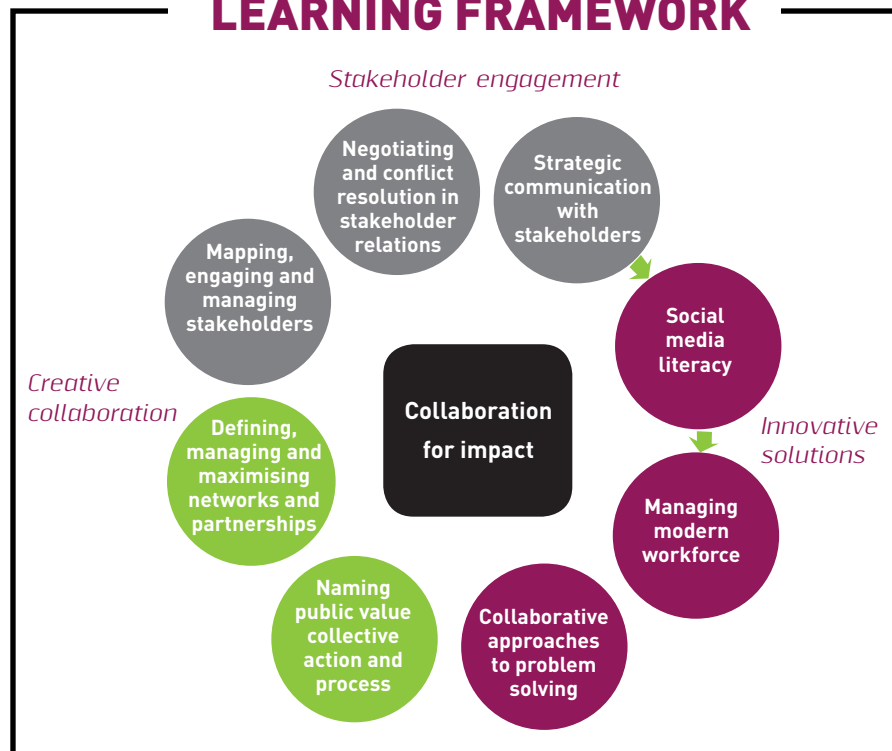 LEARNING FRAMEWORK
Stakeholder engagement
Negotiating
and conflict
resolution in
stakeholder
relations
Strategic
communication
with
stakeholders
Mapping,
engaging and
managing
stakeholders
Social
media
literacy
Creative
collaboration
Collaboration
for impact
Innovative
solutions
Defining,
managing and
maximising
networks and
partnerships
Managing
modern
workforce
Naming
public value
collective
action and
process
Collaborative
approaches
to problem
solving